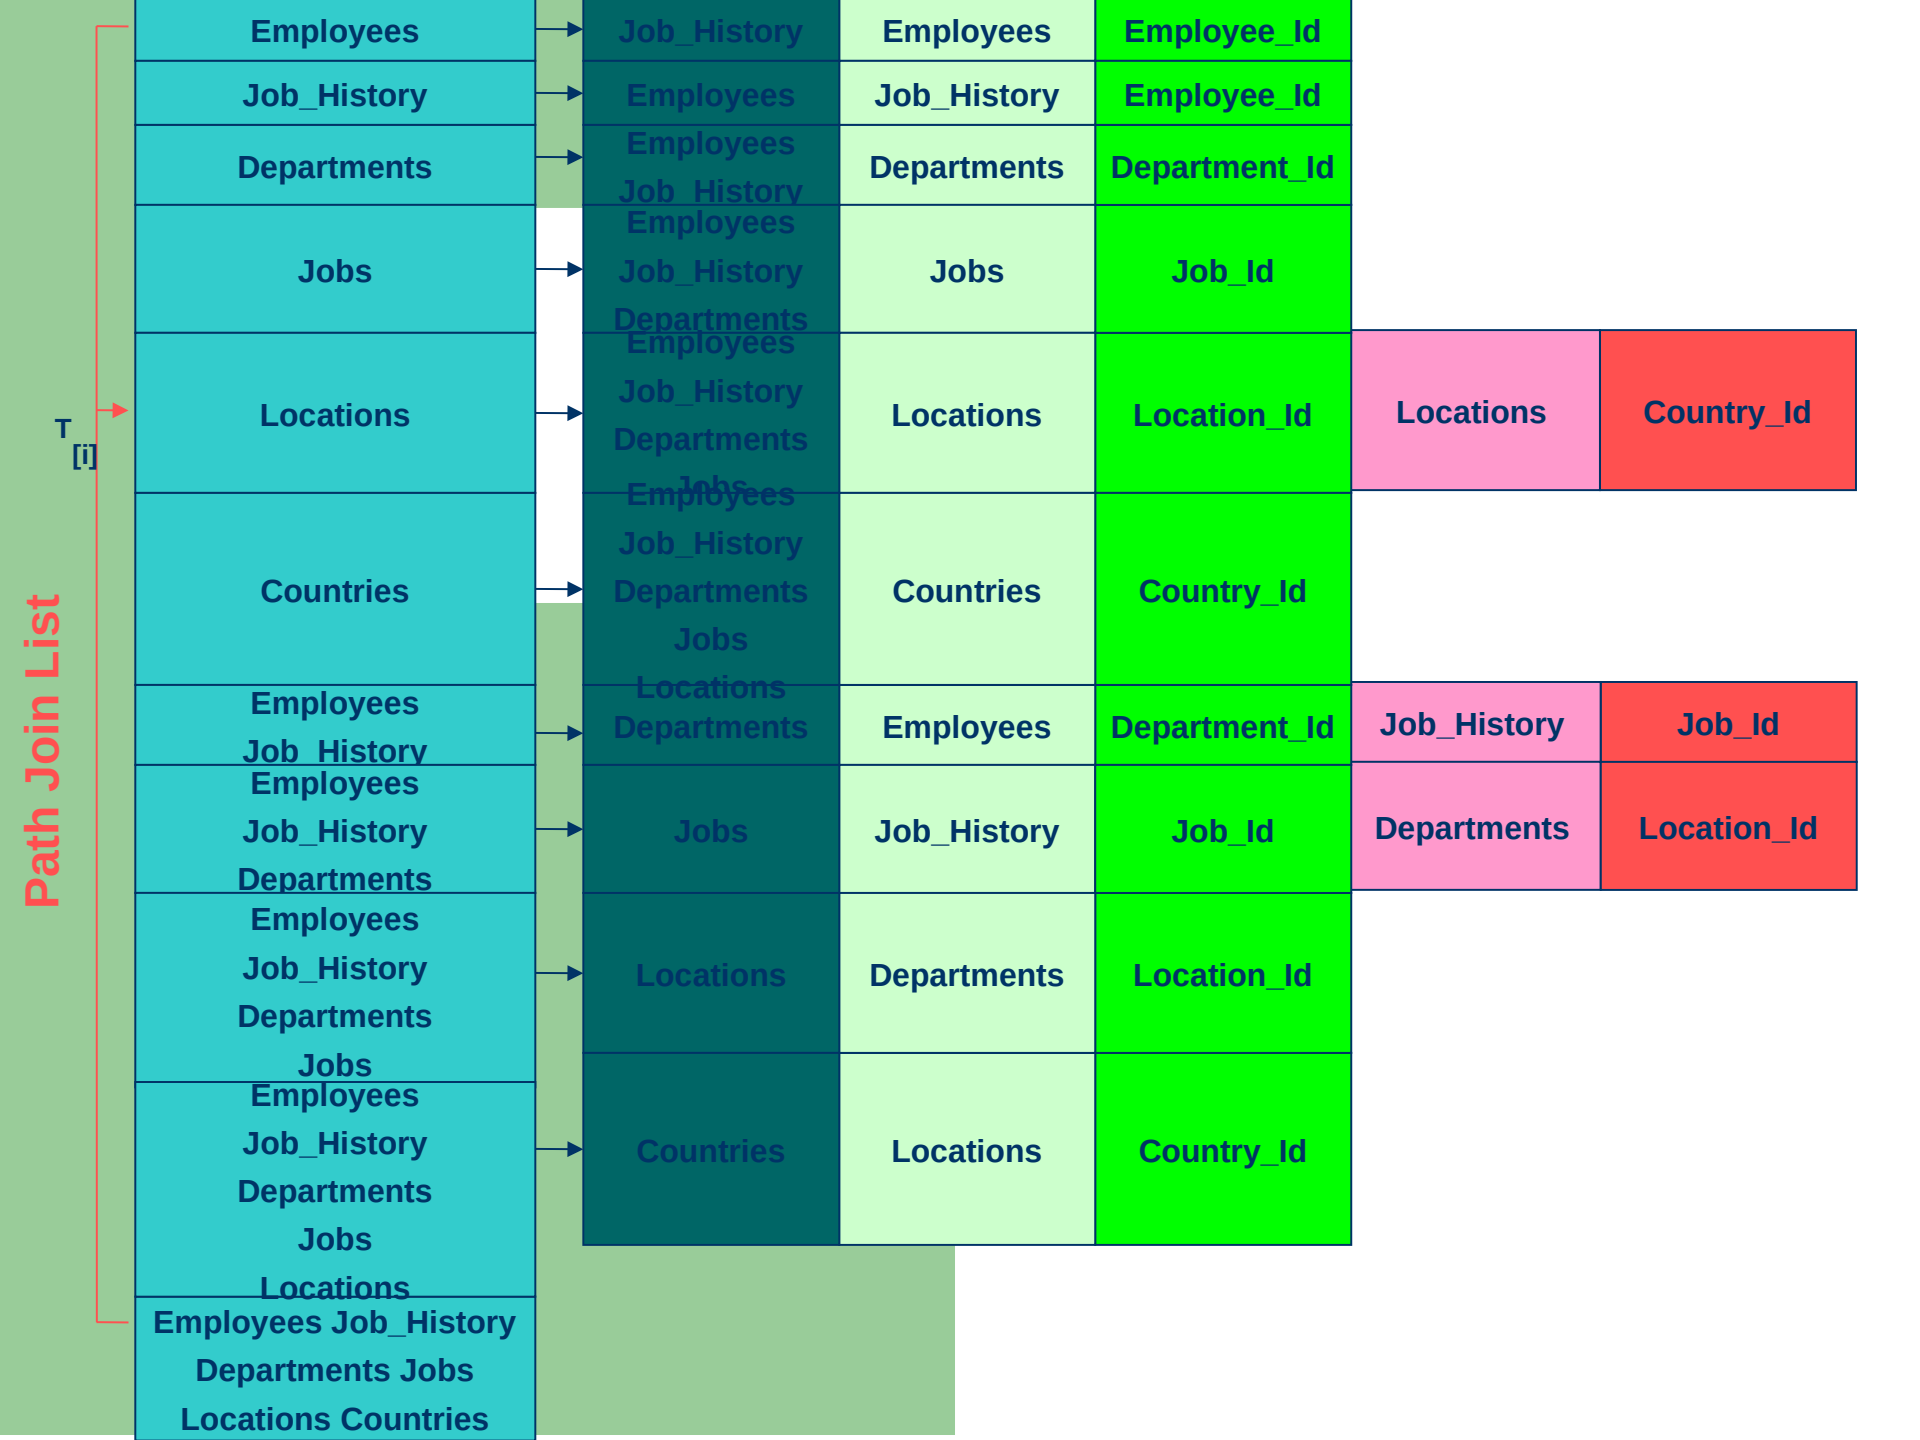 Employees Job_History Employees Employee_Id
Job_History Employees Job_History Employee_Id
Departments Employees
Job_History Departments Department_Id
Jobs Employees
Job_History
Departments Jobs Job_Id
Locations Employees
Job_History
Departments
Jobs Locations Location_Id Locations Country_Id
T
[i]
Countries Employees
Job_History
Departments
Jobs
Locations Countries Country_Id
Path Join List
Employees
Job_History Departments Employees Department_Id Job_History Job_Id
Employees
Job_History
Departments Jobs Job_History Job_Id Departments Location_Id
Employees
Job_History
Departments
Jobs Locations Departments Location_Id
Employees
Job_History
Departments
Jobs
Locations Countries Locations Country_Id
Employees Job_History
Departments Jobs
Locations Countries